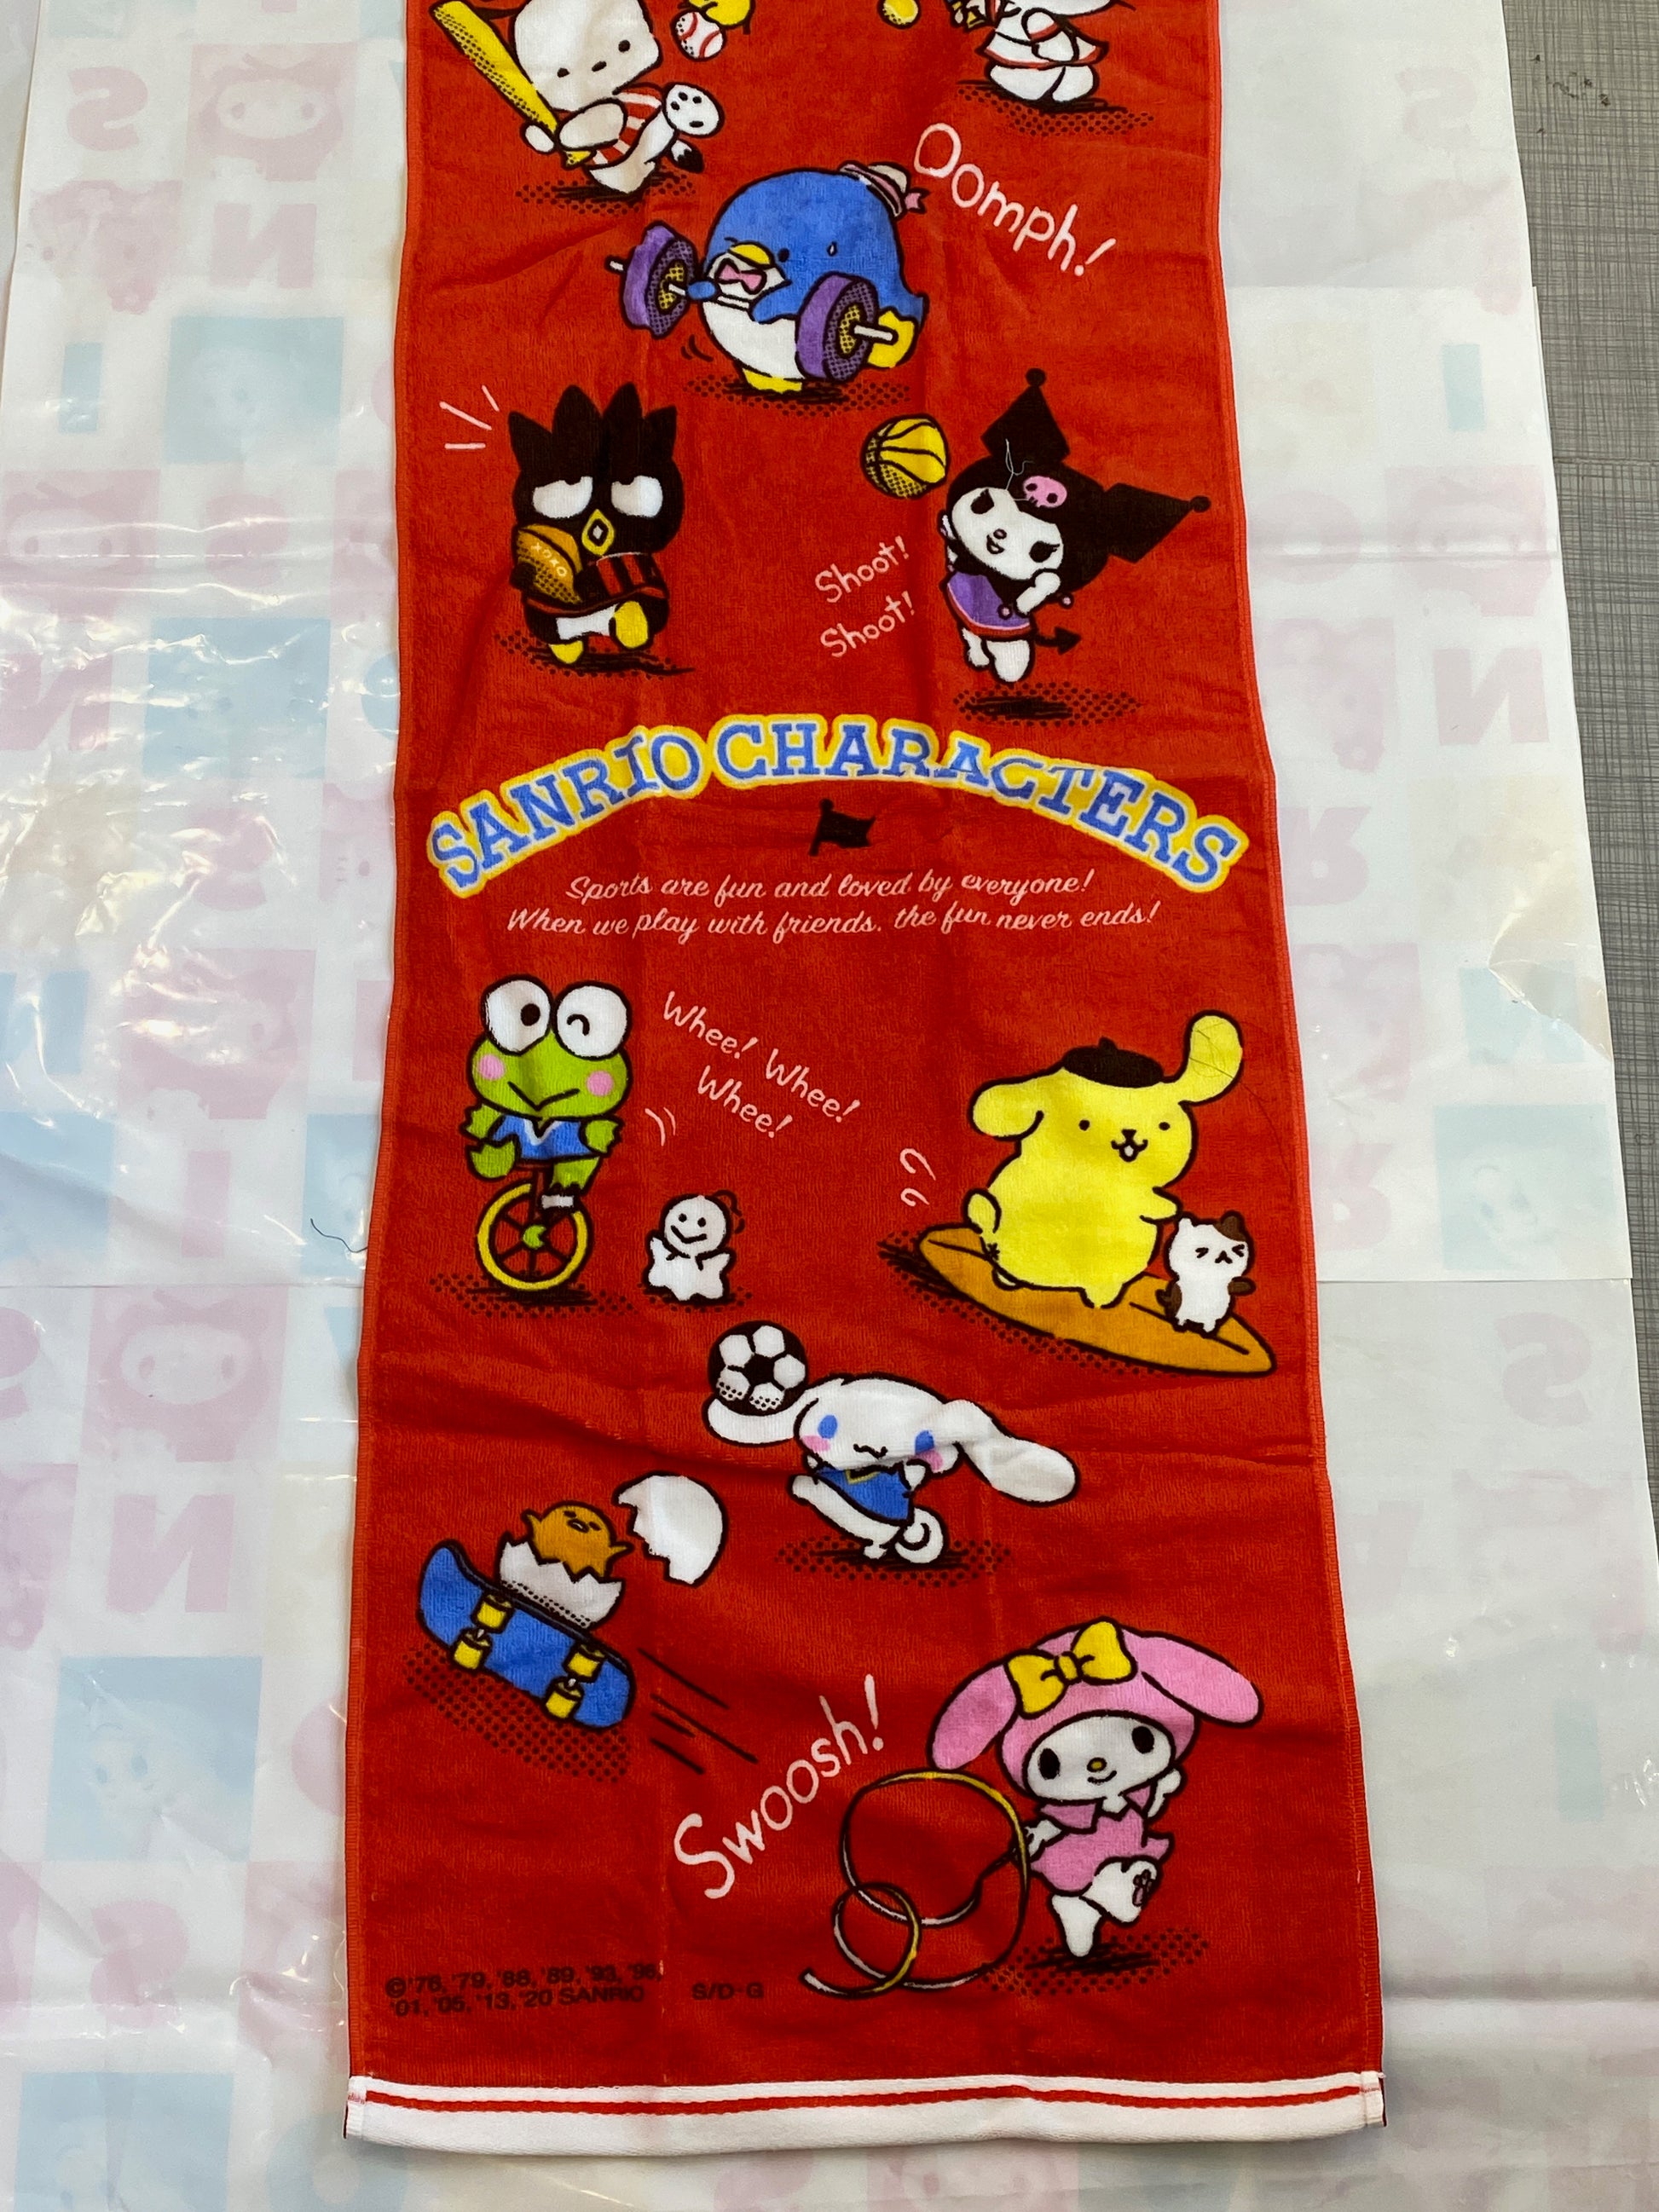 Oomph!
XOXO
Shoot!
Shoot!
SANRIO CHARACTERS
Sports are fun and loved by everyone!
When we play with friends, the fun never ends!
Whee! Whee!
Whee!
Swoosh!
©'76, '79, '88, '89, '93, '96,
'01, '05, '13, '20 SANRIO S/D·G